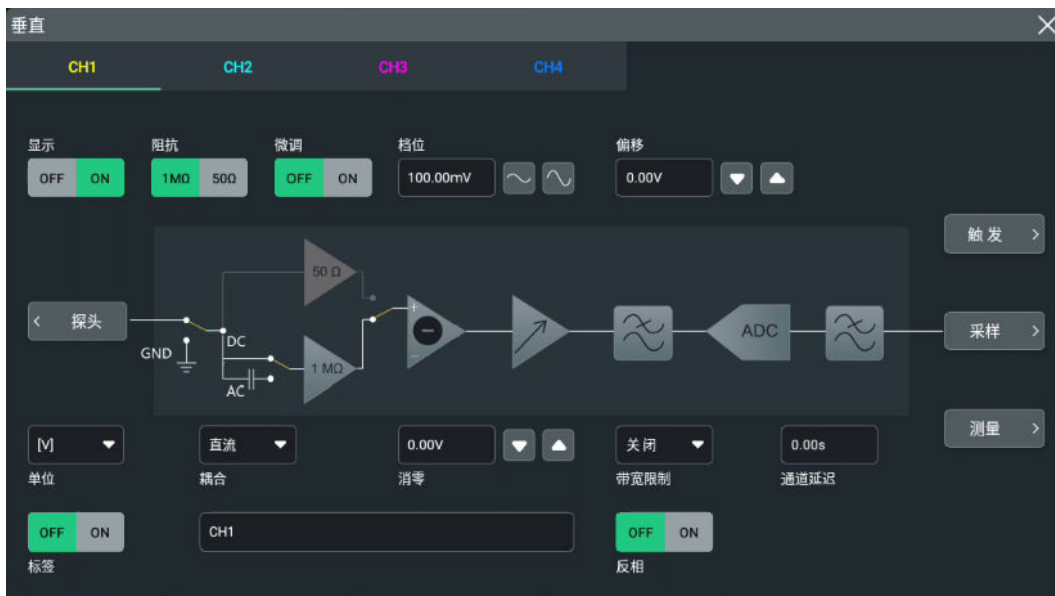 垂直
CH1 CH2 CH3 CH4
显示 阻抗 微调 档位 偏移
OFF ON 1MΩ 50Ω OFF ON 100.00mV 0.00V
触发
50 Ω
探头 DC ADC 采样
GND
1 MΩ
AC
[V] 直流 0.00V 关闭 0.00s 测量
单位 耦合 消零 带宽限制 通道延迟
OFF ON CH1 OFF ON
标签 反相